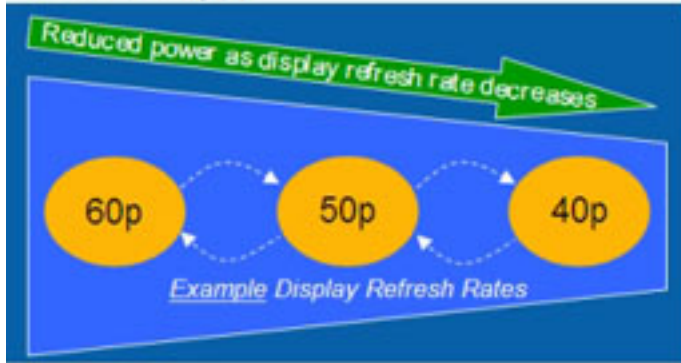 Reduced power as display refresh rate decreases
60p
50p
40p
Example Display Refresh Rates